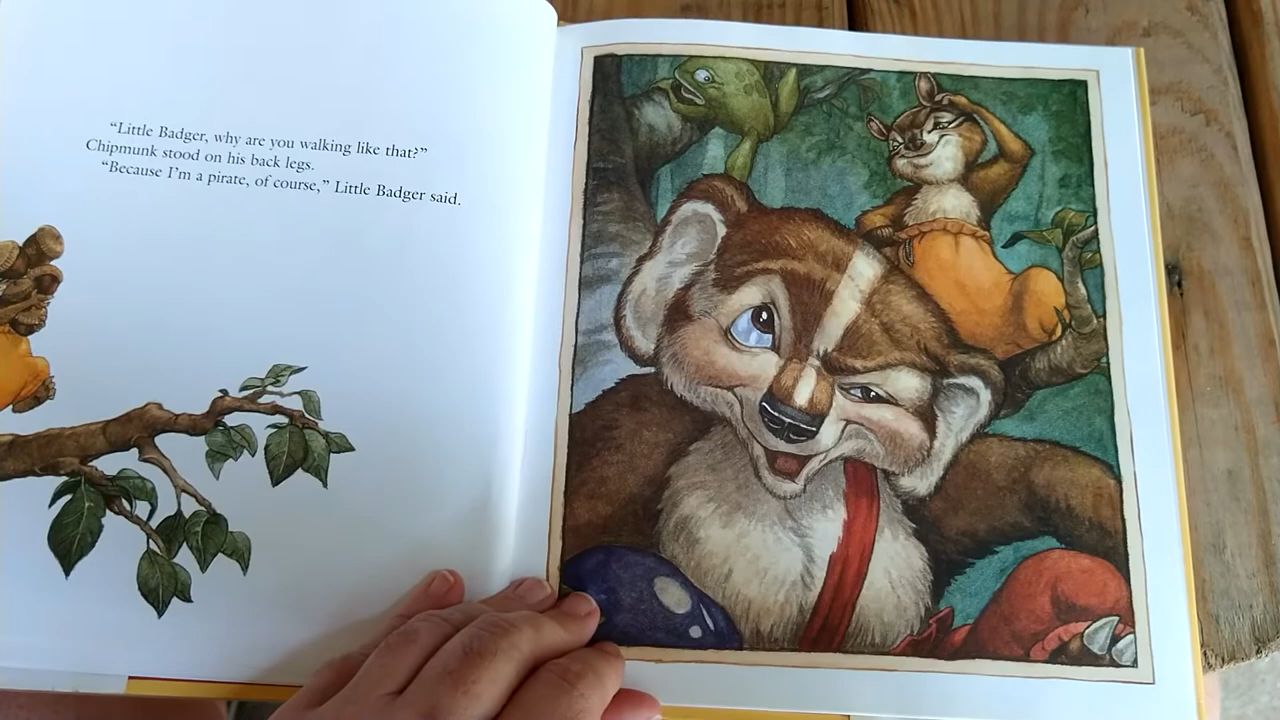 “Little Badger, why are you walking like that?”
Chipmunk stood on his back legs.
“Because I’m a pirate, of course,” Little Badger said.